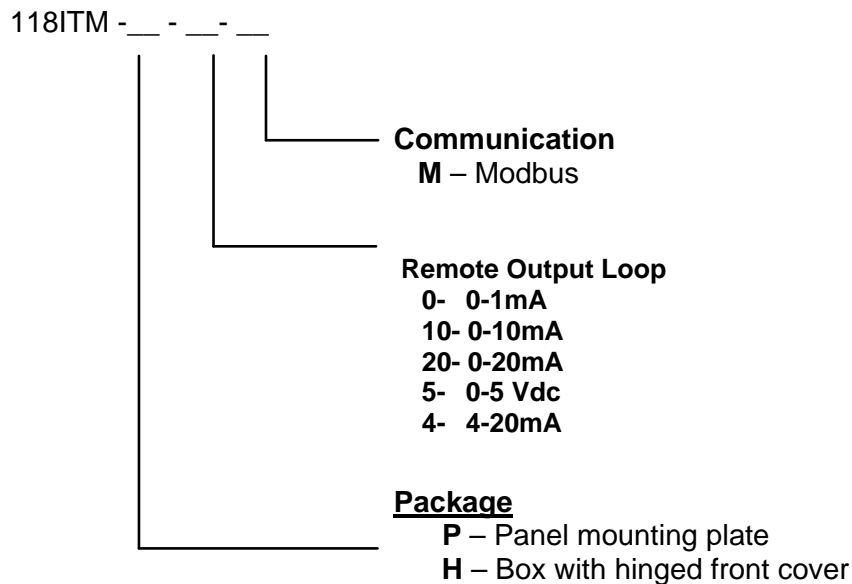 118ITM -__ - __- __
Communication
M – Modbus
Remote Output Loop
0- 0-1mA
10- 0-10mA
20- 0-20mA
5- 0-5 Vdc
4- 4-20mA
Package
P – Panel mounting plate
H – Box with hinged front cover